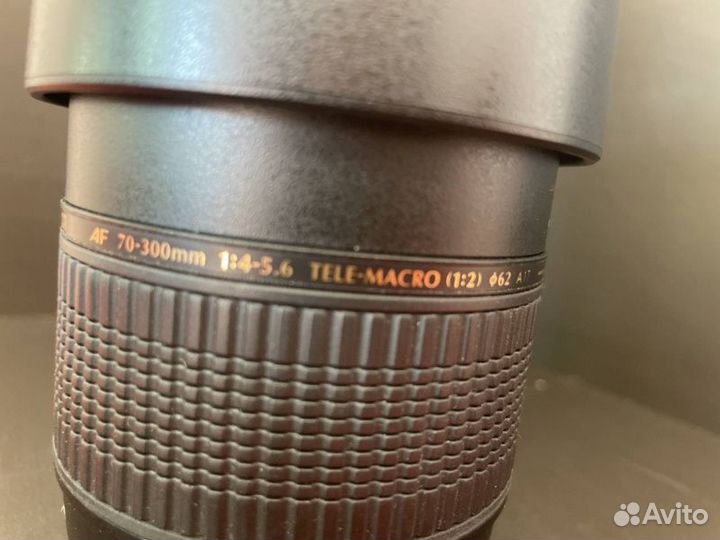 AF 70-300mm 1:4-5.6 TELE-MACRO (1:2) φ62
Avito